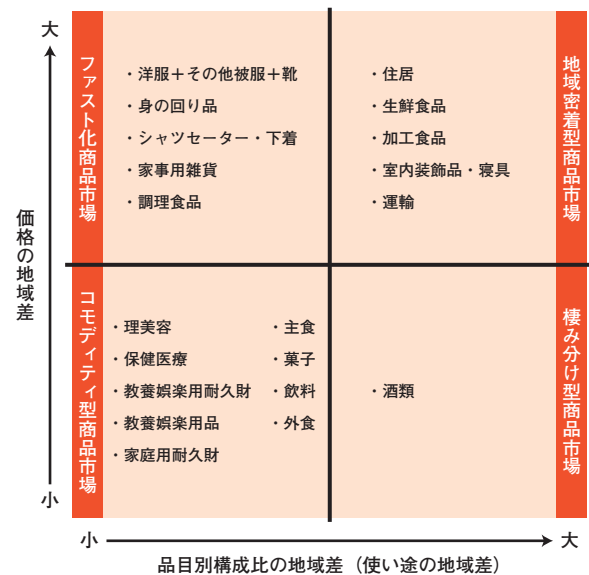 大
価格の地域差
小
ファスト化商品市場
・洋服＋その他被服＋靴
・身の回り品
・シャツセーター・下着
・家事用雑貨
・調理食品
・住居
・生鮮食品
・加工食品
・室内装飾品・寝具
・運輸
地域密着型商品市場
コモディティ型商品市場
・理美容
・保健医療
・教養娯楽用耐久財
・教養娯楽用品
・家庭用耐久財
・主食
・菓子
・飲料
・外食
・酒類
棲み分け型商品市場
小
大
品目別構成比の地域差（使い途の地域差）